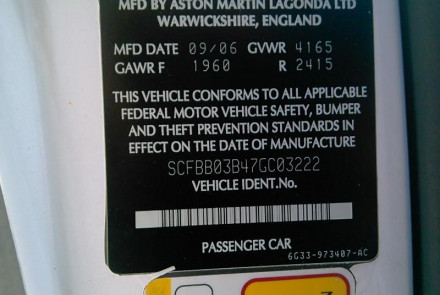 MFD BY ASTON MARTIN LAGONDA LTD
WARWICKSHIRE, ENGLAND
MFD DATE 09/06 GVWR 4165
GAWR F 1960 R 2415
THIS VEHICLE CONFORMS TO ALL APPLICABLE
FEDERAL MOTOR VEHICLE SAFETY, BUMPER
AND THEFT PREVENTION STANDARDS IN
EFFECT ON THE DATE OF MANUFACTURE
SCFBB03B47GC03222
VEHICLE IDENT.No.
PASSENGER CAR
6G33-973407-AC